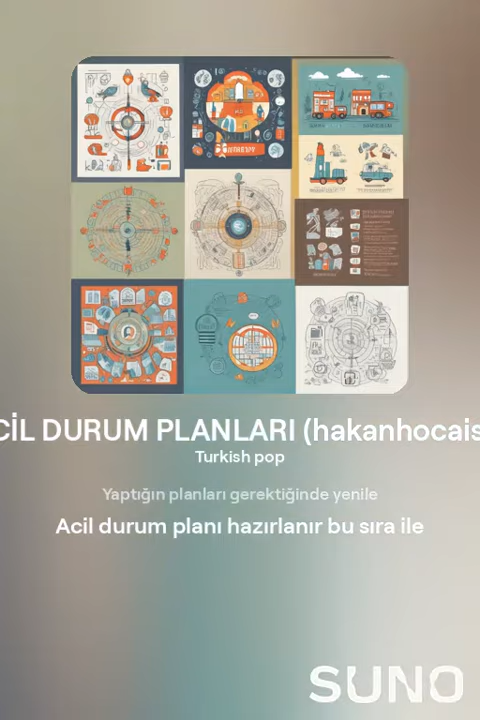 CİL DURUM PLANLARI (hakanhocais
Turkish pop
Yaptığın planları gerektiğinde yenile
Acil durum planı hazırlanır bu sıra ile
SUNO